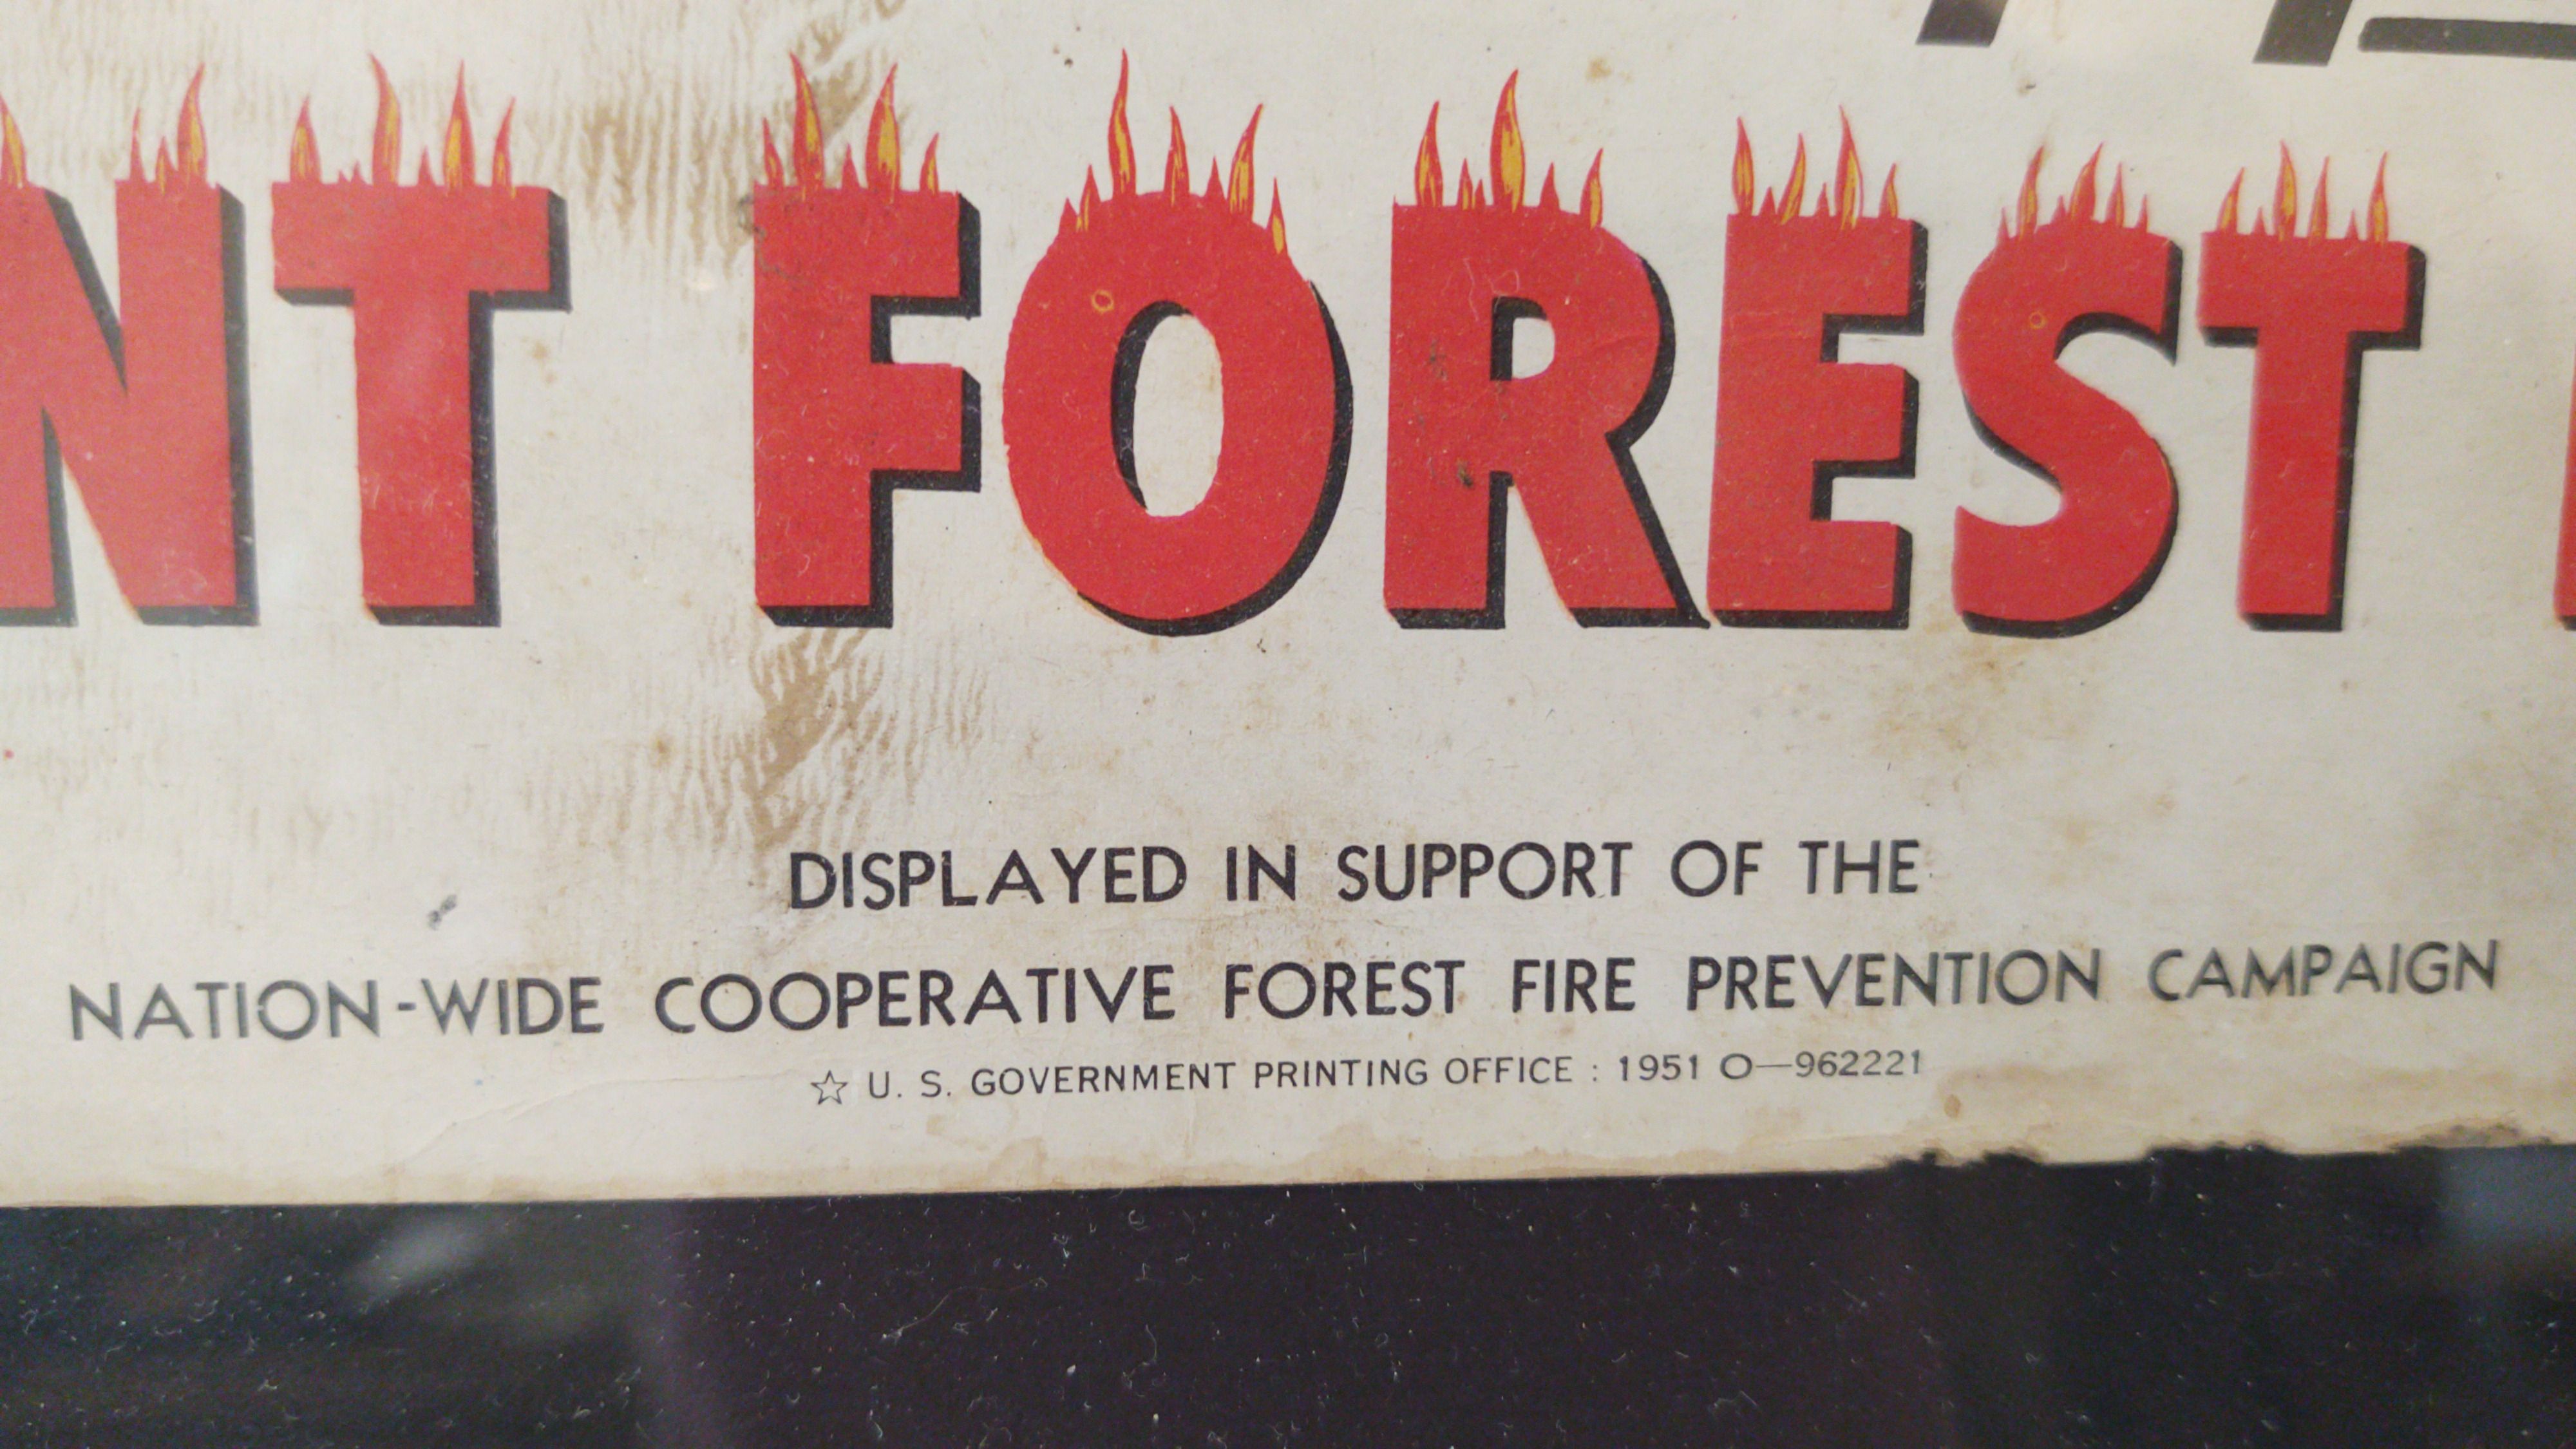 NT FOREST
DISPLAYED IN SUPPORT OF THE
NATION-WIDE COOPERATIVE FOREST FIRE PREVENTION CAMPAIGN
☆ U. S. GOVERNMENT PRINTING OFFICE : 1951 O—962221